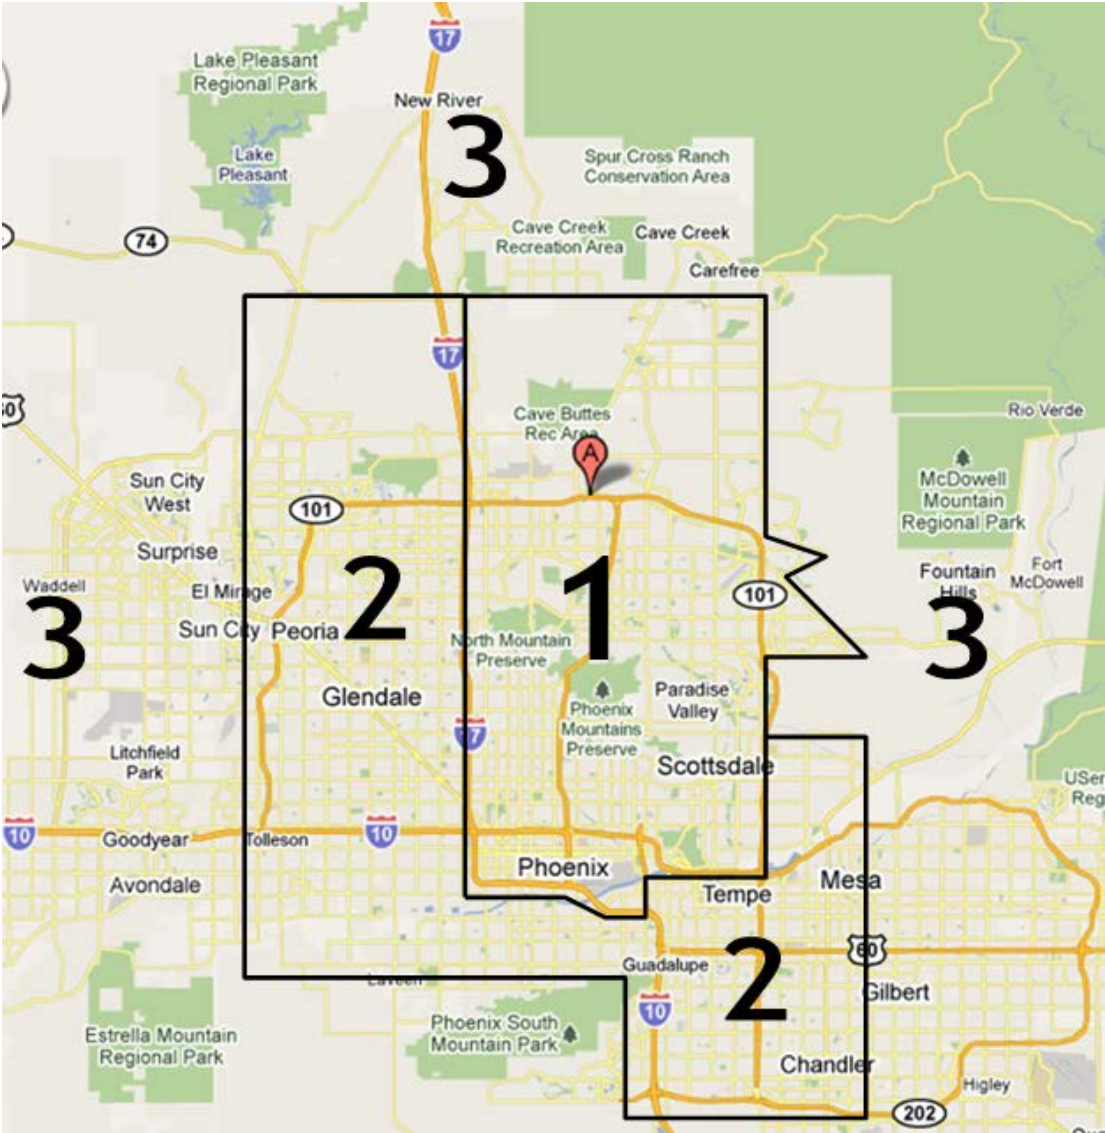 17
Lake Pleasant
Regional Park
New River
3
Lake
Pleasant
Spur Cross Ranch
Conservation Area
74
Cave Creek
Recreation Area
Cave Creek
Carefree
17
60
Cave Buttes
Rec Area
Rio Verde
A
Sun City
West
McDowell
Mountain
Regional Park
101
Surprise
Waddell
El Mirage
2
1
101
Fountain
Hills
Fort
McDowell
3
Sun City
Peoria
North Mountain
Preserve
3
Glendale
Paradise
Valley
Phoenix
Mountains
Preserve
17
Litchfield
Park
Scottsdale
10
Goodyear
Tolleson
10
Phoenix
Avondale
Tempe
Mesa
60
Guadalupe
2
Laveen
Gilbert
10
Estrella Mountain
Regional Park
Phoenix South
Mountain Park
Chandler
Higley
202